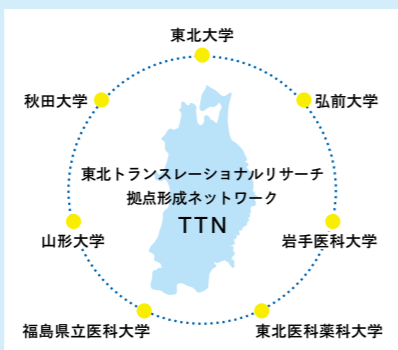 東北大学
秋田大学
弘前大学
東北トランスレーショナルリサーチ
拠点形成ネットワーク
TTN
山形大学
岩手医科大学
福島県立医科大学
東北医科薬科大学